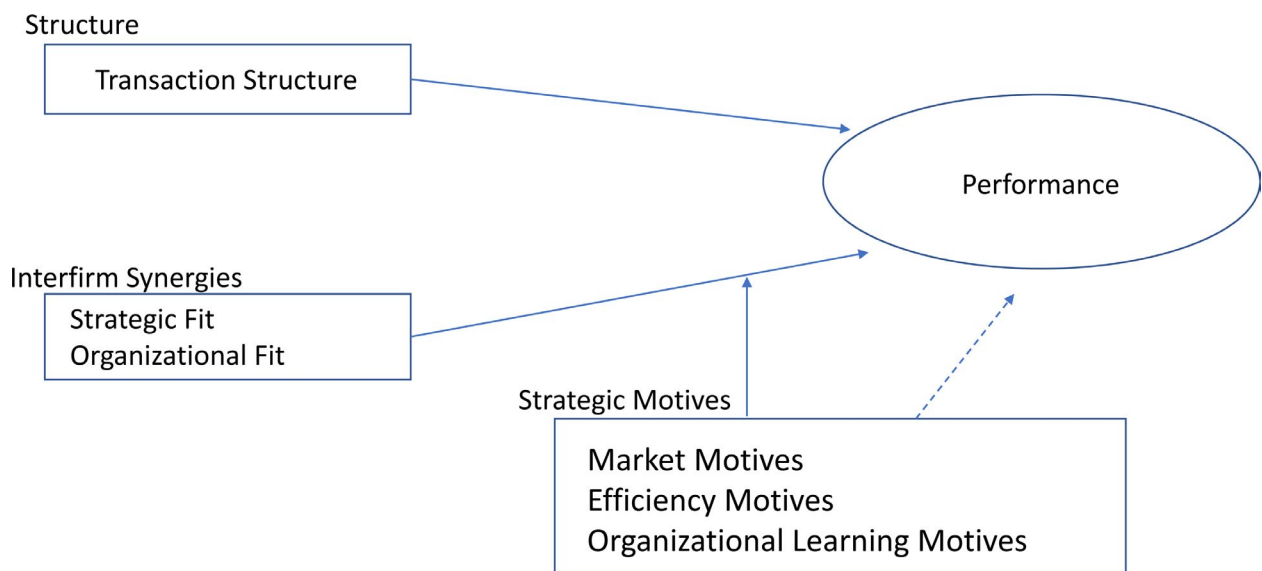 Structure
Transaction Structure
Performance
Interfirm Synergies
Strategic Fit
Organizational Fit
Strategic Motives
Market Motives
Efficiency Motives
Organizational Learning Motives